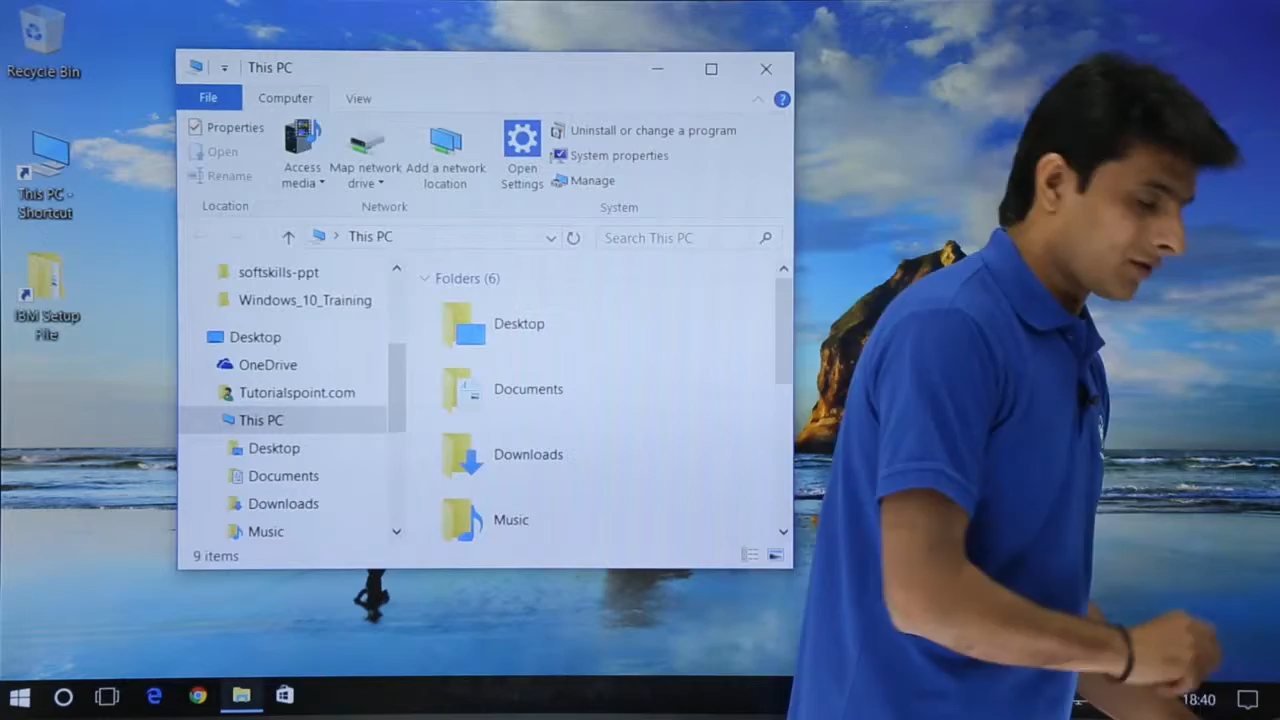 Recycle Bin
This PC -
Shortcut
IBM Setup
File
This PC
File
Computer
View
?
Properties
Open
Rename
Location
Access
media
Map network
drive
Add a network
location
Network
Open
Settings
Uninstall or change a program
System properties
Manage
System
This PC
Search This PC
softskills-ppt
Windows_10_Training
Desktop
OneDrive
Tutorialspoint.com
This PC
Desktop
Documents
Downloads
Music
Folders (6)
Desktop
Documents
Downloads
Music
9 items
18:40